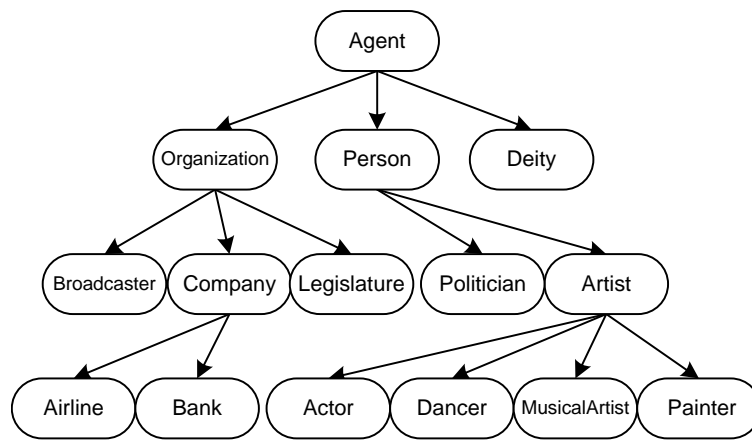 Agent
Organization
Person
Deity
Broadcaster
Company
Legislature
Politician
Artist
Airline
Bank
Actor
Dancer
MusicalArtist
Painter